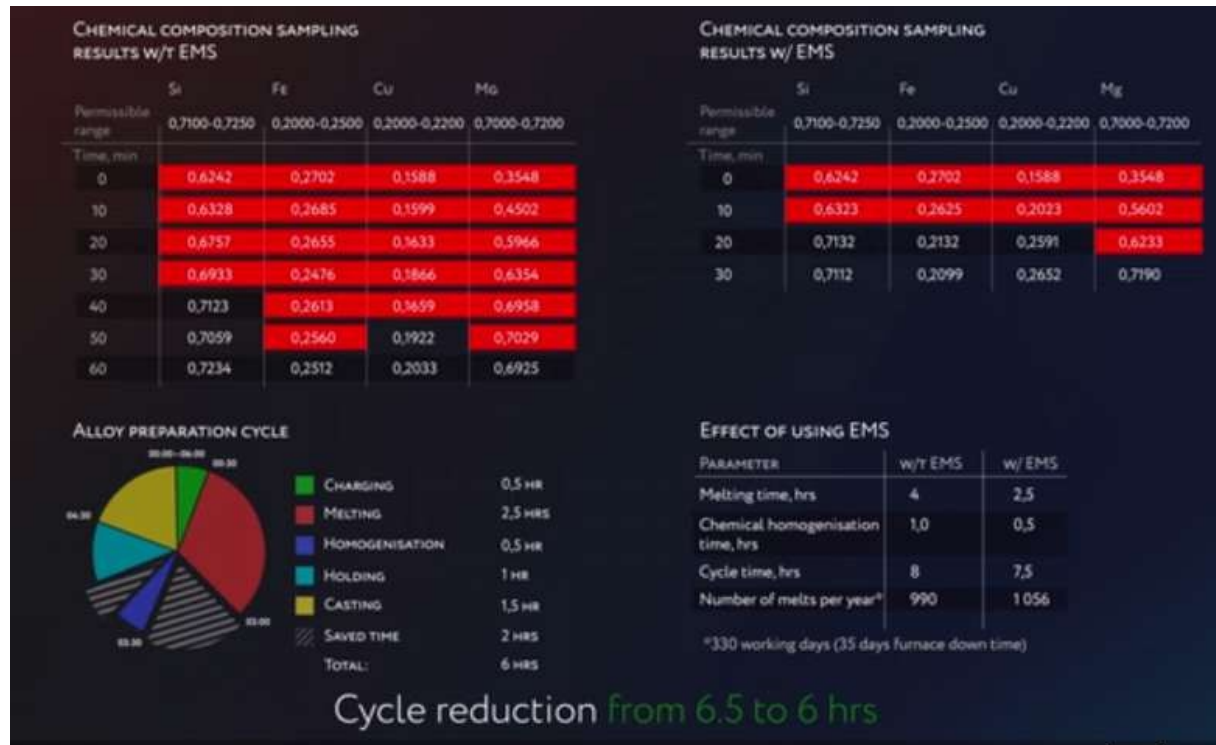 CHEMICAL COMPOSITION SAMPLING
RESULTS W/T EMS
Si Fe Cu Mg
Permissible
range 0,7100-0,7250 0,2000-0,2500 0,2000-0,2200 0,7000-0,7200
Time, min
0 0,6242 0,2702 0,1588 0,3548
10 0,6328 0,2685 0,1599 0,4502
20 0,6757 0,2655 0,1633 0,5966
30 0,6933 0,2476 0,1866 0,6354
40 0,7123 0,2613 0,1659 0,6958
50 0,7059 0,2560 0,1922 0,7029
60 0,7234 0,2512 0,2033 0,6925
CHEMICAL COMPOSITION SAMPLING
RESULTS W/ EMS
Si Fe Cu Mg
Permissible
range 0,7100-0,7250 0,2000-0,2500 0,2000-0,2200 0,7000-0,7200
Time, min
0 0,6242 0,2702 0,1588 0,3548
10 0,6323 0,2625 0,2023 0,5602
20 0,7132 0,2132 0,2591 0,6233
30 0,7112 0,2099 0,2652 0,7190
ALLOY PREPARATION CYCLE
00:00-06:00
00:30
04:30
03:00
03:30
CHARGING 0,5 HR
MELTING 2,5 HRS
HOMOGENISATION 0,5 HR
HOLDING 1 HR
CASTING 1,5 HR
SAVED TIME 2 HRS
TOTAL: 6 HRS
EFFECT OF USING EMS
PARAMETER W/T EMS W/ EMS
Melting time, hrs 4 2,5
Chemical homogenisation 1,0 0,5
time, hrs
Cycle time, hrs 8 7,5
Number of melts per year* 990 1 056
*330 working days (35 days furnace down time)
Cycle reduction from 6.5 to 6 hrs